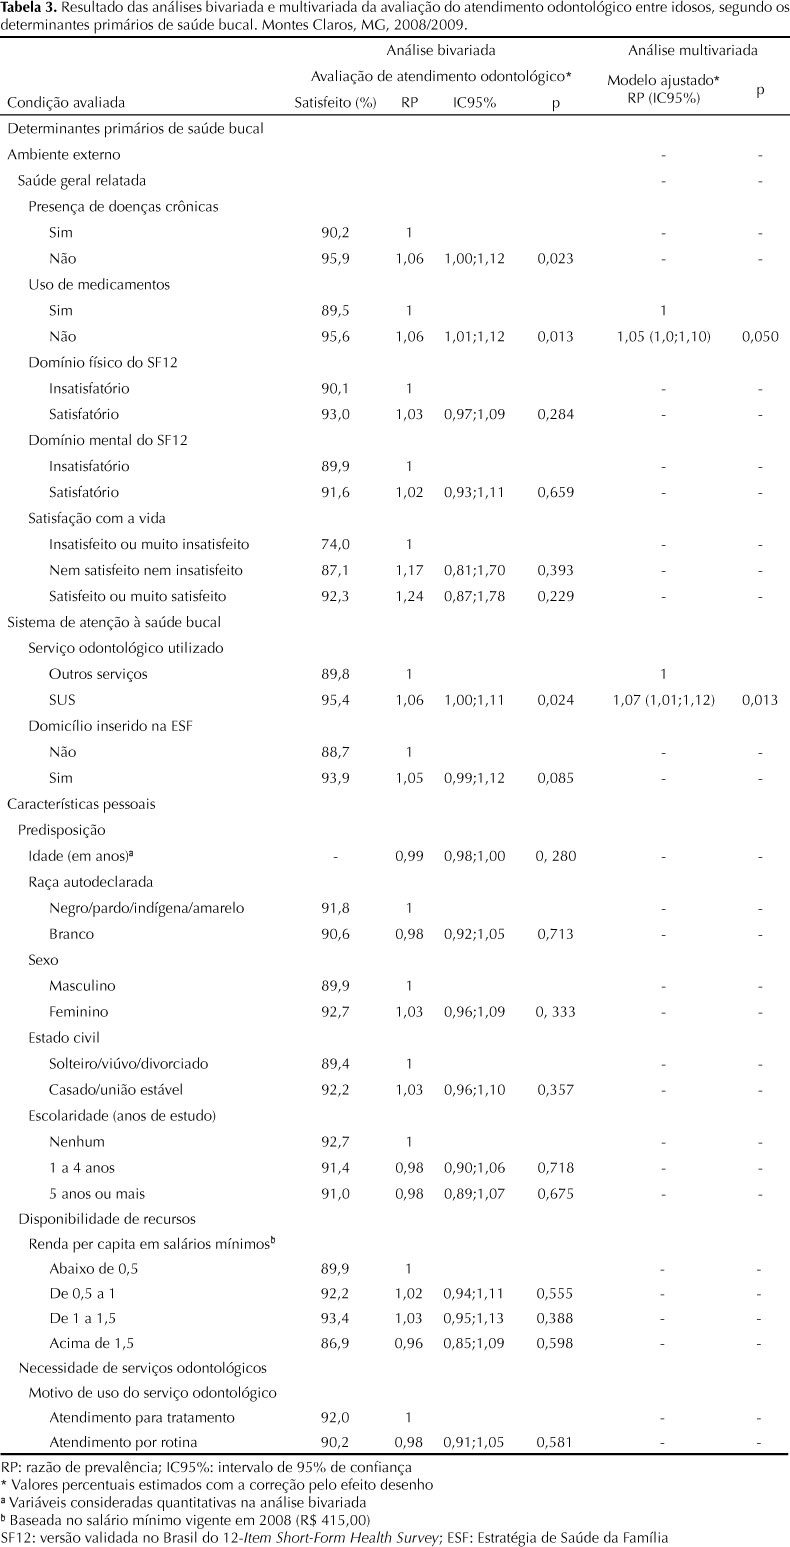 Tabela 3. Resultado das análises bivariada e multivariada da avaliação do atendimento odontológico entre idosos, segundo os
determinantes primários de saúde bucal. Montes Claros, MG, 2008/2009.
Análise bivariada Análise multivariada
Avaliação de atendimento odontológico* Modelo ajustado* p
Condição avaliada Satisfeito (%) RP IC95% p RP (IC95%)
Determinantes primários de saúde bucal
Ambiente externo - -
Saúde geral relatada - -
Presença de doenças crônicas
Sim 90,2 1 - -
Não 95,9 1,06 1,00;1,12 0,023 - -
Uso de medicamentos
Sim 89,5 1 1
Não 95,6 1,06 1,01;1,12 0,013 1,05 (1,0;1,10) 0,050
Domínio físico do SF12
Insatisfatório 90,1 1 - -
Satisfatório 93,0 1,03 0,97;1,09 0,284 - -
Domínio mental do SF12
Insatisfatório 89,9 1 - -
Satisfatório 91,6 1,02 0,93;1,11 0,659 - -
Satisfação com a vida
Insatisfeito ou muito insatisfeito 74,0 1 - -
Nem satisfeito nem insatisfeito 87,1 1,17 0,81;1,70 0,393 - -
Satisfeito ou muito satisfeito 92,3 1,24 0,87;1,78 0,229 - -
Sistema de atenção à saúde bucal
Serviço odontológico utilizado
Outros serviços 89,8 1 1
SUS 95,4 1,06 1,00;1,11 0,024 1,07 (1,01;1,12) 0,013
Domicílio inserido na ESF
Não 88,7 1 - -
Sim 93,9 1,05 0,99;1,12 0,085 - -
Características pessoais
Predisposição
Idade (em anos)ª - 0,99 0,98;1,00 0, 280 - -
Raça autodeclarada
Negro/pardo/indígena/amarelo 91,8 1 - -
Branco 90,6 0,98 0,92;1,05 0,713 - -
Sexo
Masculino 89,9 1 - -
Feminino 92,7 1,03 0,96;1,09 0, 333 - -
Estado civil
Solteiro/viúvo/divorciado 89,4 1 - -
Casado/união estável 92,2 1,03 0,96;1,10 0,357 - -
Escolaridade (anos de estudo)
Nenhum 92,7 1 - -
1 a 4 anos 91,4 0,98 0,90;1,06 0,718 - -
5 anos ou mais 91,0 0,98 0,89;1,07 0,675 - -
Disponibilidade de recursos
Renda per capita em salários mínimosᵇ
Abaixo de 0,5 89,9 1 - -
De 0,5 a 1 92,2 1,02 0,94;1,11 0,555 - -
De 1 a 1,5 93,4 1,03 0,95;1,13 0,388 - -
Acima de 1,5 86,9 0,96 0,85;1,09 0,598 - -
Necessidade de serviços odontológicos
Motivo de uso do serviço odontológico
Atendimento para tratamento 92,0 1 - -
Atendimento por rotina 90,2 0,98 0,91;1,05 0,581 - -
RP: razão de prevalência; IC95%: intervalo de 95% de confiança
* Valores percentuais estimados com a correção pelo efeito desenho
ª Variáveis consideradas quantitativas na análise bivariada
ᵇ Baseada no salário mínimo vigente em 2008 (R$ 415,00)
SF12: versão validada no Brasil do 12-Item Short-Form Health Survey; ESF: Estratégia de Saúde da Família